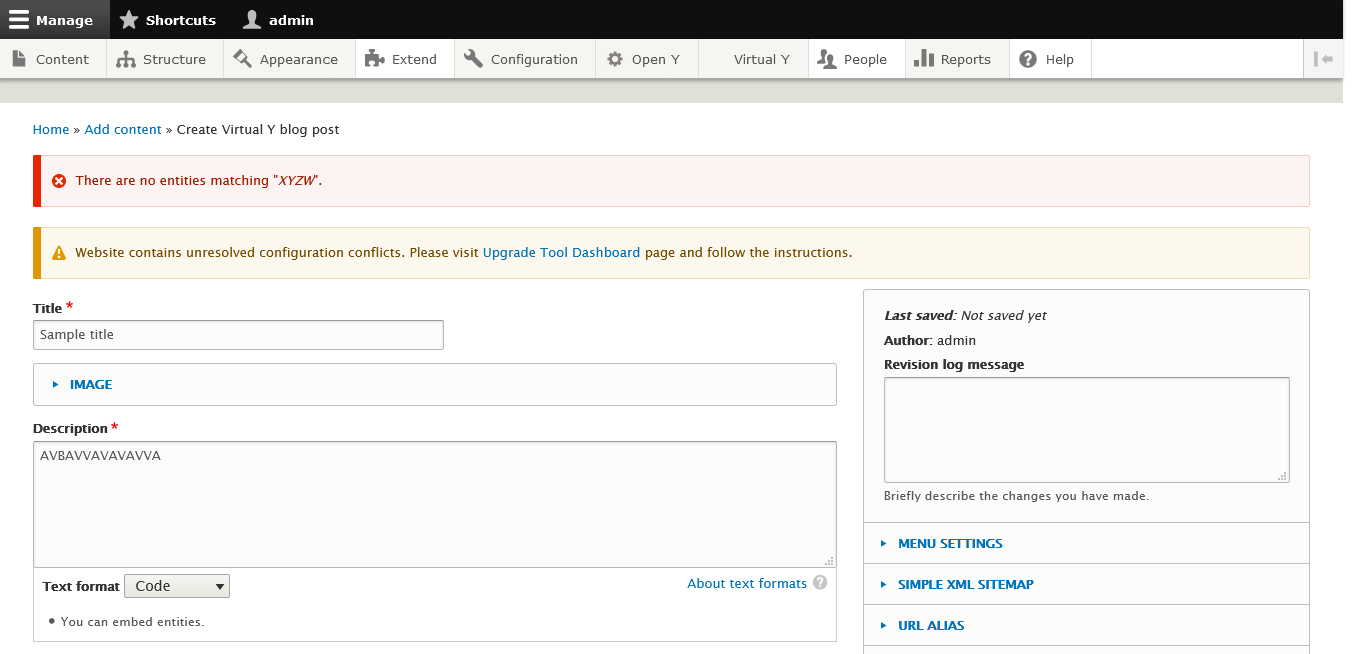 Manage Shortcuts admin
Content Structure Appearance Extend Configuration Open Y Virtual Y People Reports Help
Home » Add content » Create Virtual Y blog post
There are no entities matching "XYZW".
Website contains unresolved configuration conflicts. Please visit Upgrade Tool Dashboard page and follow the instructions.
Title *
Sample title
IMAGE
Description *
AVBAVVAVAVAVVA
Text format Code
About text formats ?
• You can embed entities.
Last saved: Not saved yet
Author: admin
Revision log message
Briefly describe the changes you have made.
MENU SETTINGS
SIMPLE XML SITEMAP
URL ALIAS